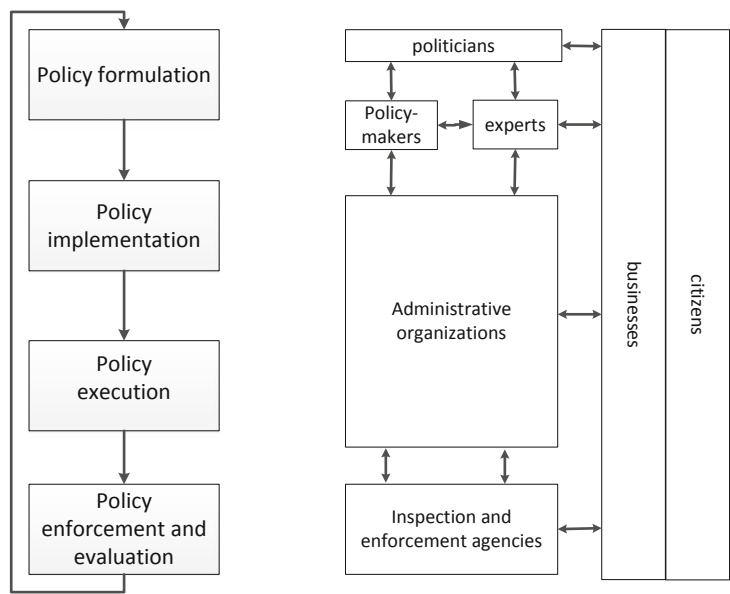 Policy formulation
Policy
implementation
Policy
execution
Policy
enforcement and
evaluation
politicians
Policy-
makers
experts
Administrative
organizations
Inspection and
enforcement agencies
businesses
citizens